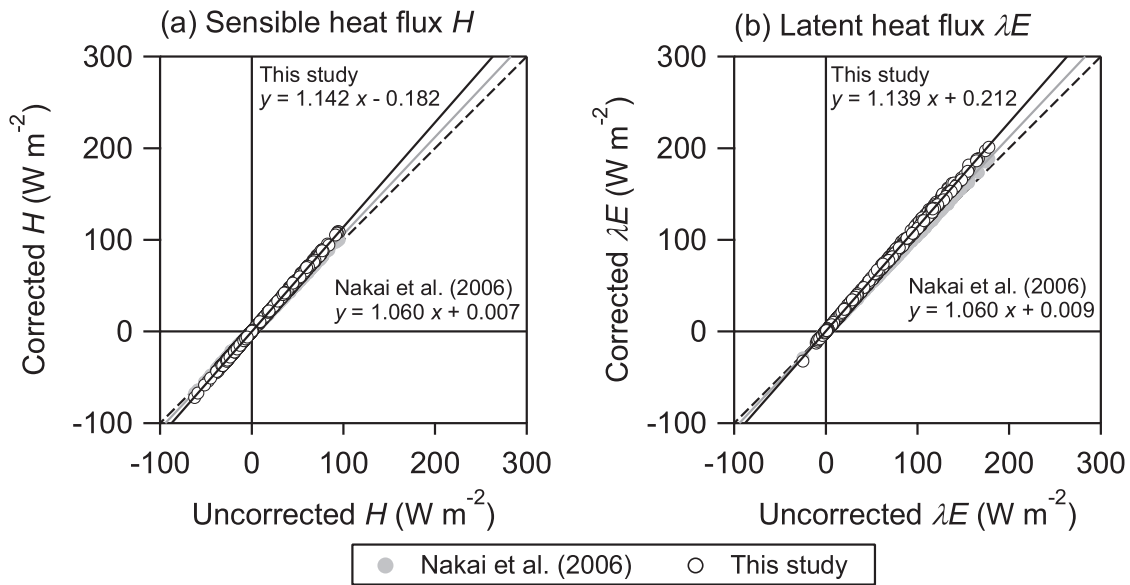 (a) Sensible heat flux H
300
200
100
0
-100
Corrected H (W m⁻²)
This study
y = 1.142 x - 0.182
Nakai et al. (2006)
y = 1.060 x + 0.007
-100 0 100 200 300
Uncorrected H (W m⁻²)
(b) Latent heat flux λE
300
200
100
0
-100
Corrected λE (W m⁻²)
This study
y = 1.139 x + 0.212
Nakai et al. (2006)
y = 1.060 x + 0.009
-100 0 100 200 300
Uncorrected λE (W m⁻²)
Nakai et al. (2006) This study